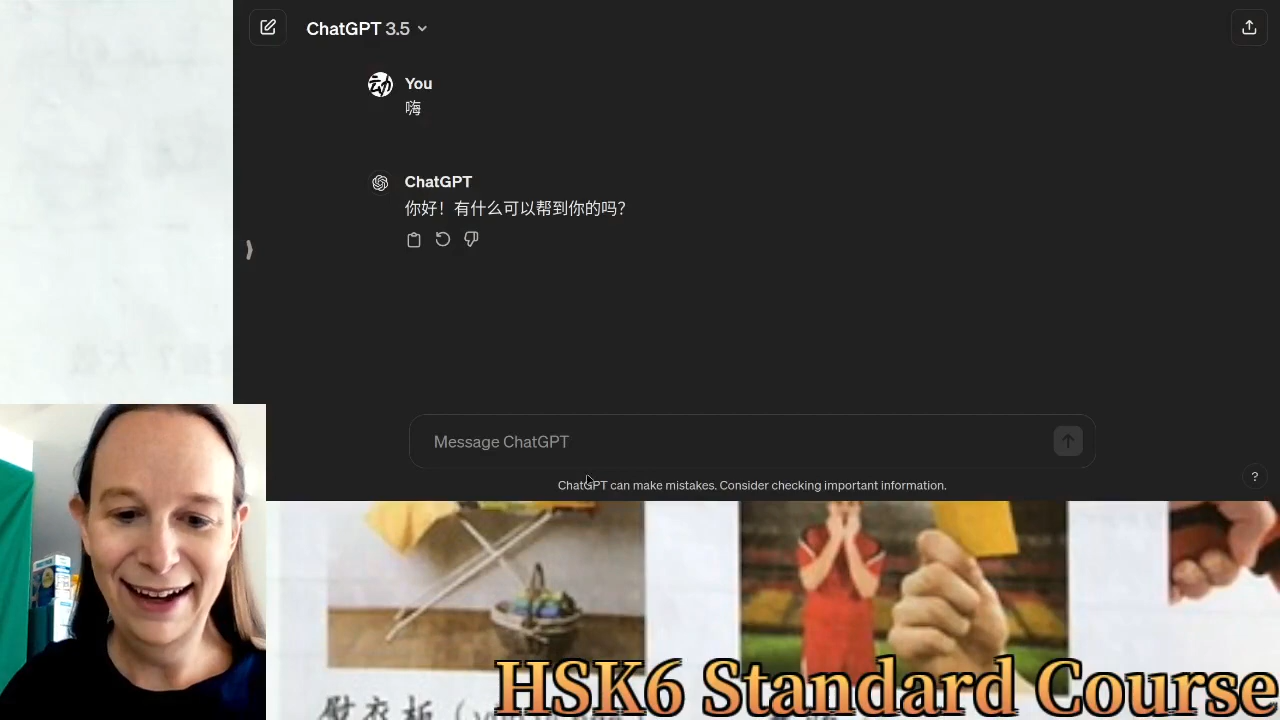 ChatGPT 3.5
You
嗨
ChatGPT
你好！有什么可以帮到你的吗？
Message ChatGPT
ChatGPT can make mistakes. Consider checking important information.
?
HSK6 Standard Course